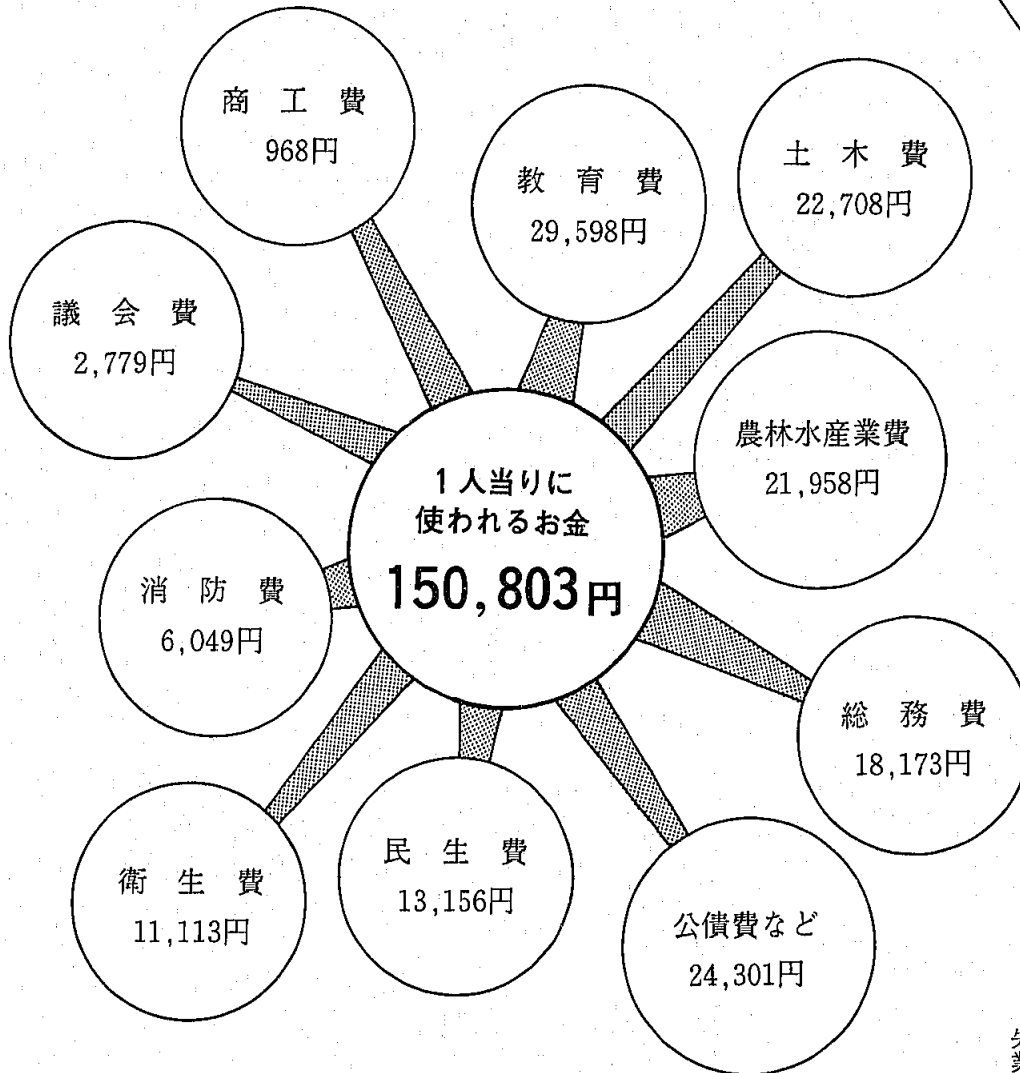 商工費
968円
教育費
29,598円
土木費
22,708円
議会費
2,779円
農林水産業費
21,958円
1人当りに
使われるお金
150,803円
消防費
6,049円
総務費
18,173円
衛生費
11,113円
民生費
13,156円
公債費など
24,301円